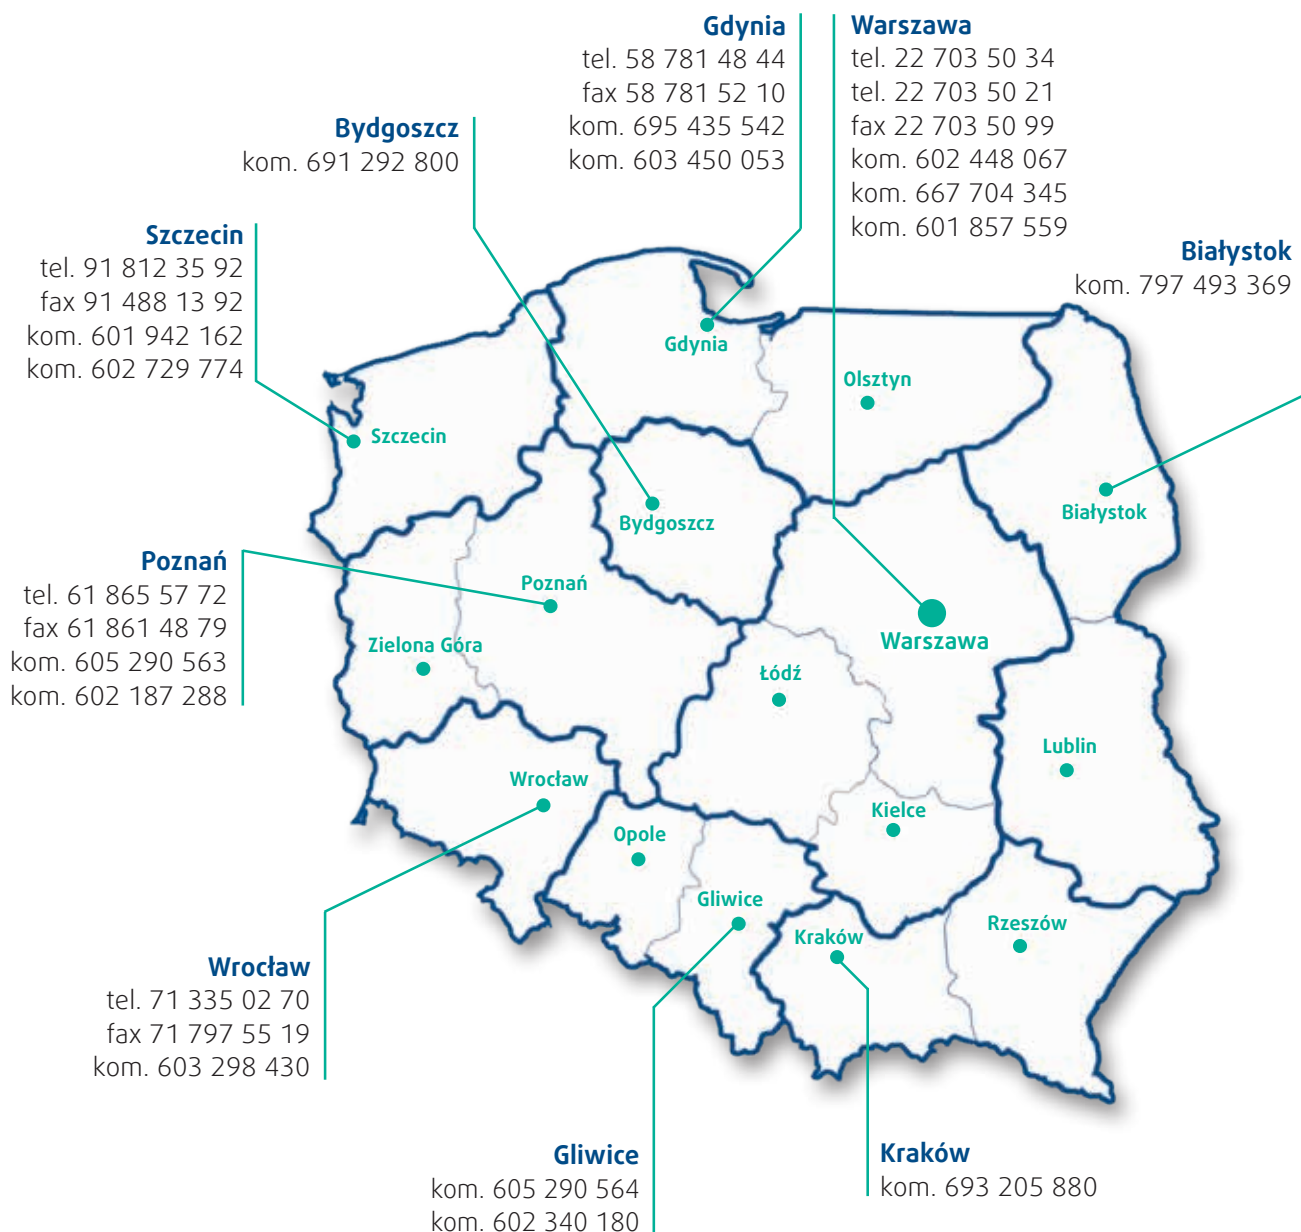 Gdynia
tel. 58 781 48 44
fax 58 781 52 10
kom. 695 435 542
kom. 603 450 053
Warszawa
tel. 22 703 50 34
tel. 22 703 50 21
fax 22 703 50 99
kom. 602 448 067
kom. 667 704 345
kom. 601 857 559
Bydgoszcz
kom. 691 292 800
Szczecin
tel. 91 812 35 92
fax 91 488 13 92
kom. 601 942 162
kom. 602 729 774
Białystok
kom. 797 493 369
Gdynia
Olsztyn
Szczecin
Bydgoszcz
Białystok
Poznań
tel. 61 865 57 72
fax 61 861 48 79
kom. 605 290 563
kom. 602 187 288
Poznań
Zielona Góra
Warszawa
Łódź
Lublin
Wrocław
Opole
Kielce
Gliwice
Kraków
Rzeszów
Wrocław
tel. 71 335 02 70
fax 71 797 55 19
kom. 603 298 430
Gliwice
kom. 605 290 564
kom. 602 340 180
Kraków
kom. 693 205 880